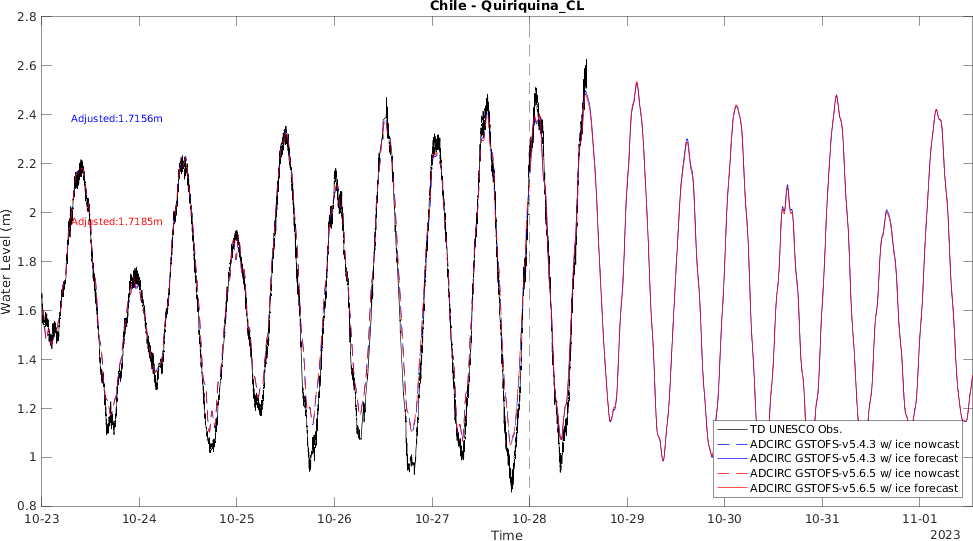 Chile - Quiriquina_CL
2.8
2.6
2.4
2.2
2
1.8
1.6
1.4
1.2
1
0.8
Water Level (m)
Adjusted:1.7156m
Adjusted:1.7185m
TD UNESCO Obs.
ADCIRC GSTOFS-v5.4.3 w/ ice nowcast
ADCIRC GSTOFS-v5.4.3 w/ ice forecast
ADCIRC GSTOFS-v5.6.5 w/ ice nowcast
ADCIRC GSTOFS-v5.6.5 w/ ice forecast
10-23 10-24 10-25 10-26 10-27 10-28 10-29 10-30 10-31 11-01
Time
2023